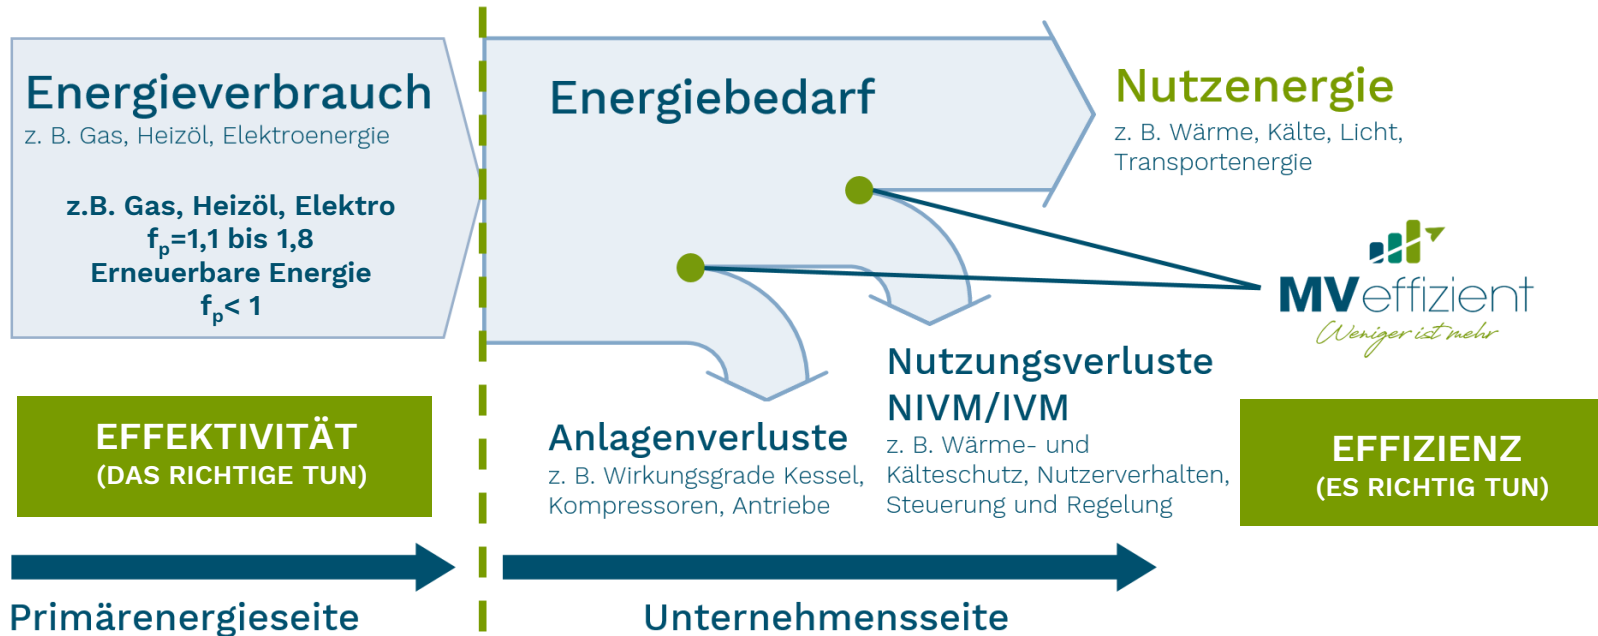 Energieverbrauch
z. B. Gas, Heizöl, Elektroenergie
z.B. Gas, Heizöl, Elektro
fp=1,1 bis 1,8
Erneuerbare Energie
fp< 1
EFFEKTIVITÄT
(DAS RICHTIGE TUN)
Primärenergieseite
Energiebedarf
Nutzenergie
z. B. Wärme, Kälte, Licht,
Transportenergie
MVeffizient
Weniger ist mehr
Anlagenverluste
z. B. Wirkungsgrade Kessel,
Kompressoren, Antriebe
Nutzungsverluste
NIVM/IVM
z. B. Wärme- und
Kälteschutz, Nutzerverhalten,
Steuerung und Regelung
EFFIZIENZ
(ES RICHTIG TUN)
Unternehmensseite